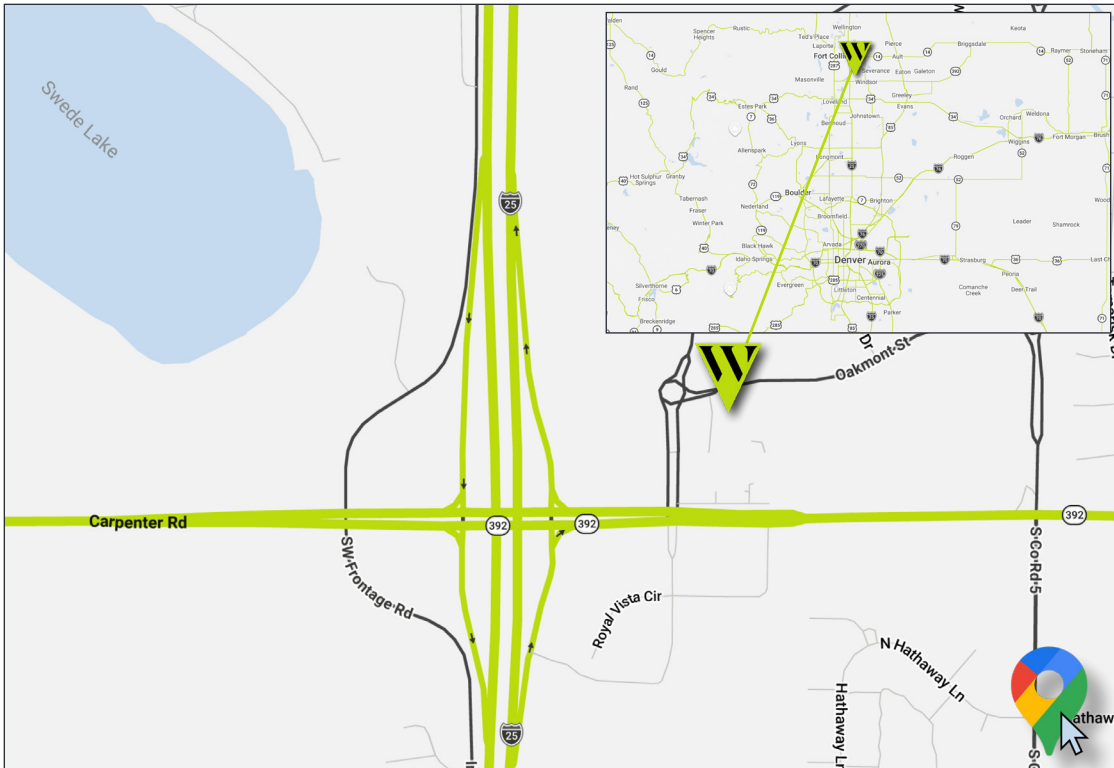 Swede Lake
Carpenter Rd
SW Frontage Rd
25
392
392
392
25
Oakmont St
Dr
Royal Vista Cir
N Hathaway Ln
Hathaway Ln
S Co Rd 5
Wellington
Rustic
Spencer
Heights
Ted's Place
Laporte
Fort Collins
Pierce
Ault
Briggsdale
Keota
Raymer
Stoneham
Gould
Masonville
Severance
Windsor
Eaton
Galeton
Rand
Estes Park
Loveland
Greeley
Evans
Johnstown
Berthoud
Orchard
Weldona
Wiggins
Fort Morgan
Brush
Allenspark
Lyons
Longmont
Roggen
Hot Sulphur
Springs
Granby
Boulder
Tabernash
Fraser
Winter Park
Nederland
Lafayette
Brighton
Broomfield
Leader
Shamrock
Black Hawk
Idaho Springs
Arvada
Denver
Aurora
Strasburg
Peoria
Deer Trail
Comanche
Creek
Silverthorne
Frisco
Breckenridge
Evergreen
Littleton
Centennial
Parker